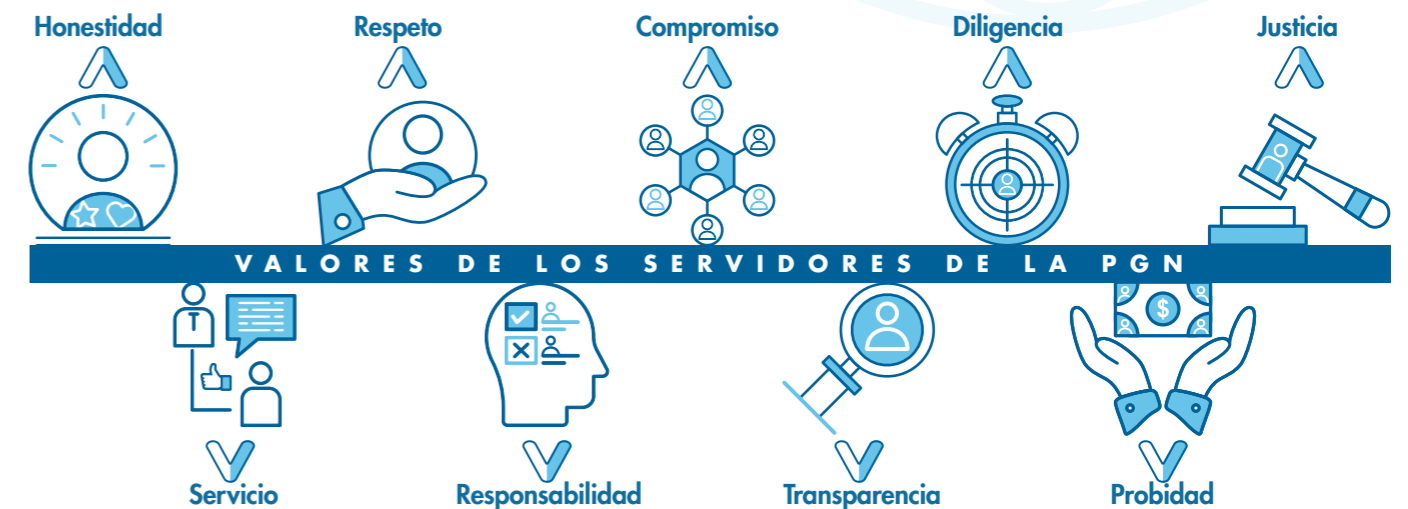 Honestidad
Respeto
Compromiso
Diligencia
Justicia
VALORES DE LOS SERVIDORES DE LA PGN
$
Servicio
Responsabilidad
Transparencia
Probidad